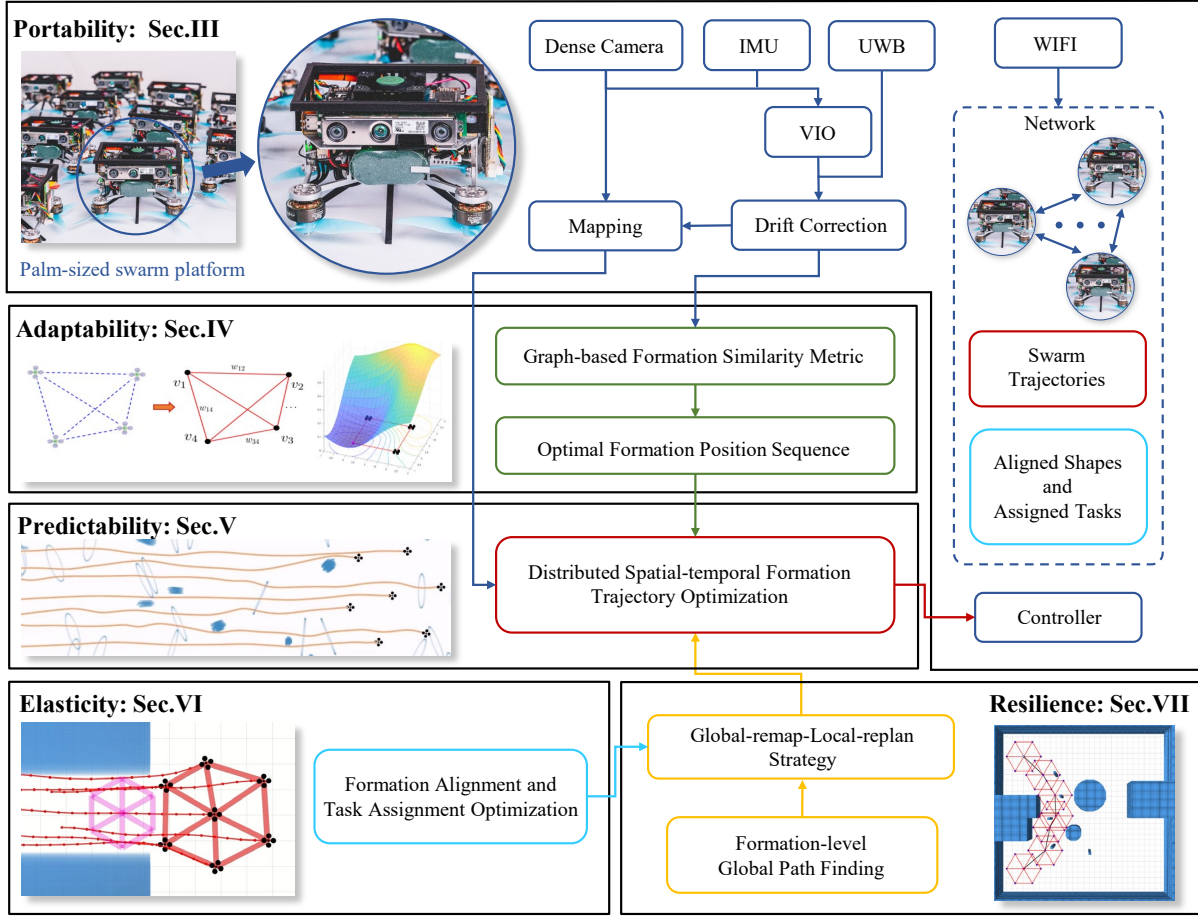 Portability: Sec.III
Palm-sized swarm platform
Dense Camera
IMU
UWB
WIFI
VIO
Mapping
Drift Correction
Network
Swarm
Trajectories
Aligned Shapes
and
Assigned Tasks
Controller
Adaptability: Sec.IV
v₁
w₁₂
v₂
w₁₄
...
v₄
w₃₄
v₃
Graph-based Formation Similarity Metric
Optimal Formation Position Sequence
Predictability: Sec.V
Distributed Spatial-temporal Formation
Trajectory Optimization
Elasticity: Sec.VI
Formation Alignment and
Task Assignment Optimization
Resilience: Sec.VII
Global-remap-Local-replan
Strategy
Formation-level
Global Path Finding